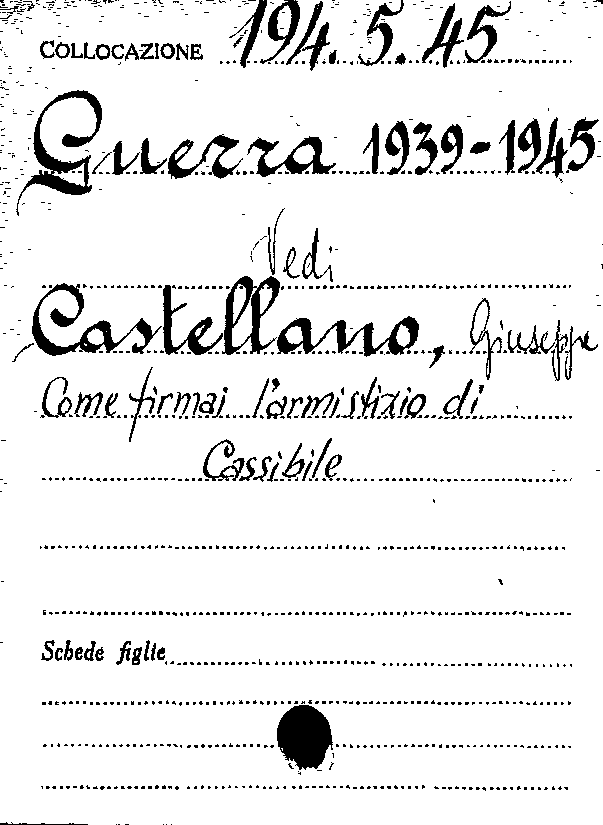 COLLOCAZIONE 194.5.45
Guerra 1939-1945
Vedi
Castellano, Giuseppe
Come firmai l'armistizio di
Cassibile
Schede figlie